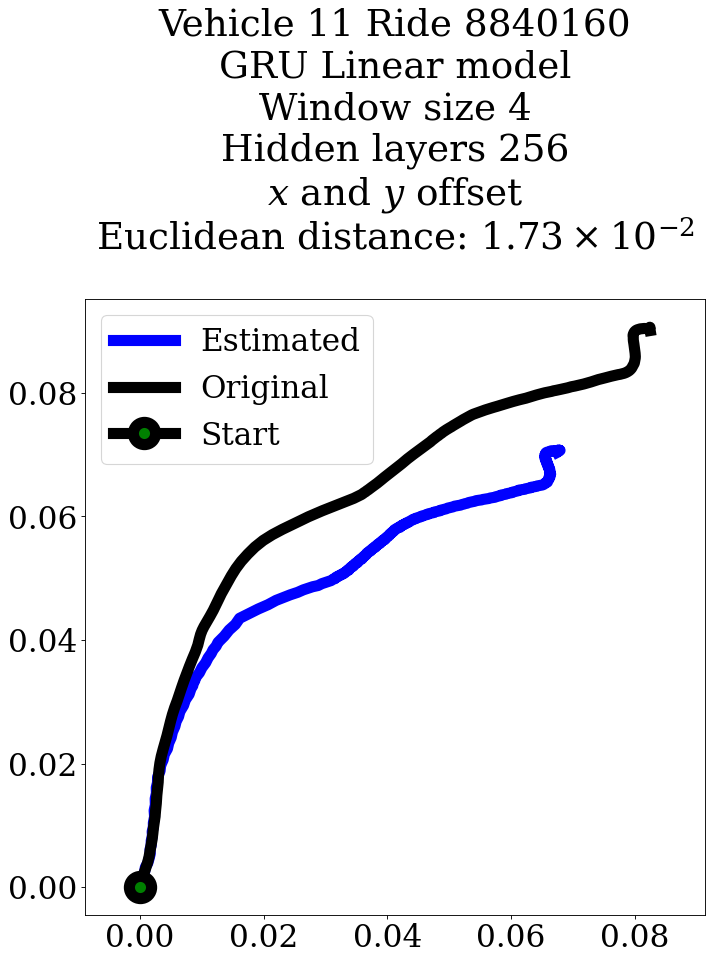 Vehicle 11 Ride 8840160
GRU Linear model
Window size 4
Hidden layers 256
x and y offset
Euclidean distance: 1.73 × 10⁻²
Estimated
Original
Start
0.08
0.06
0.04
0.02
0.00
0.00 0.02 0.04 0.06 0.08